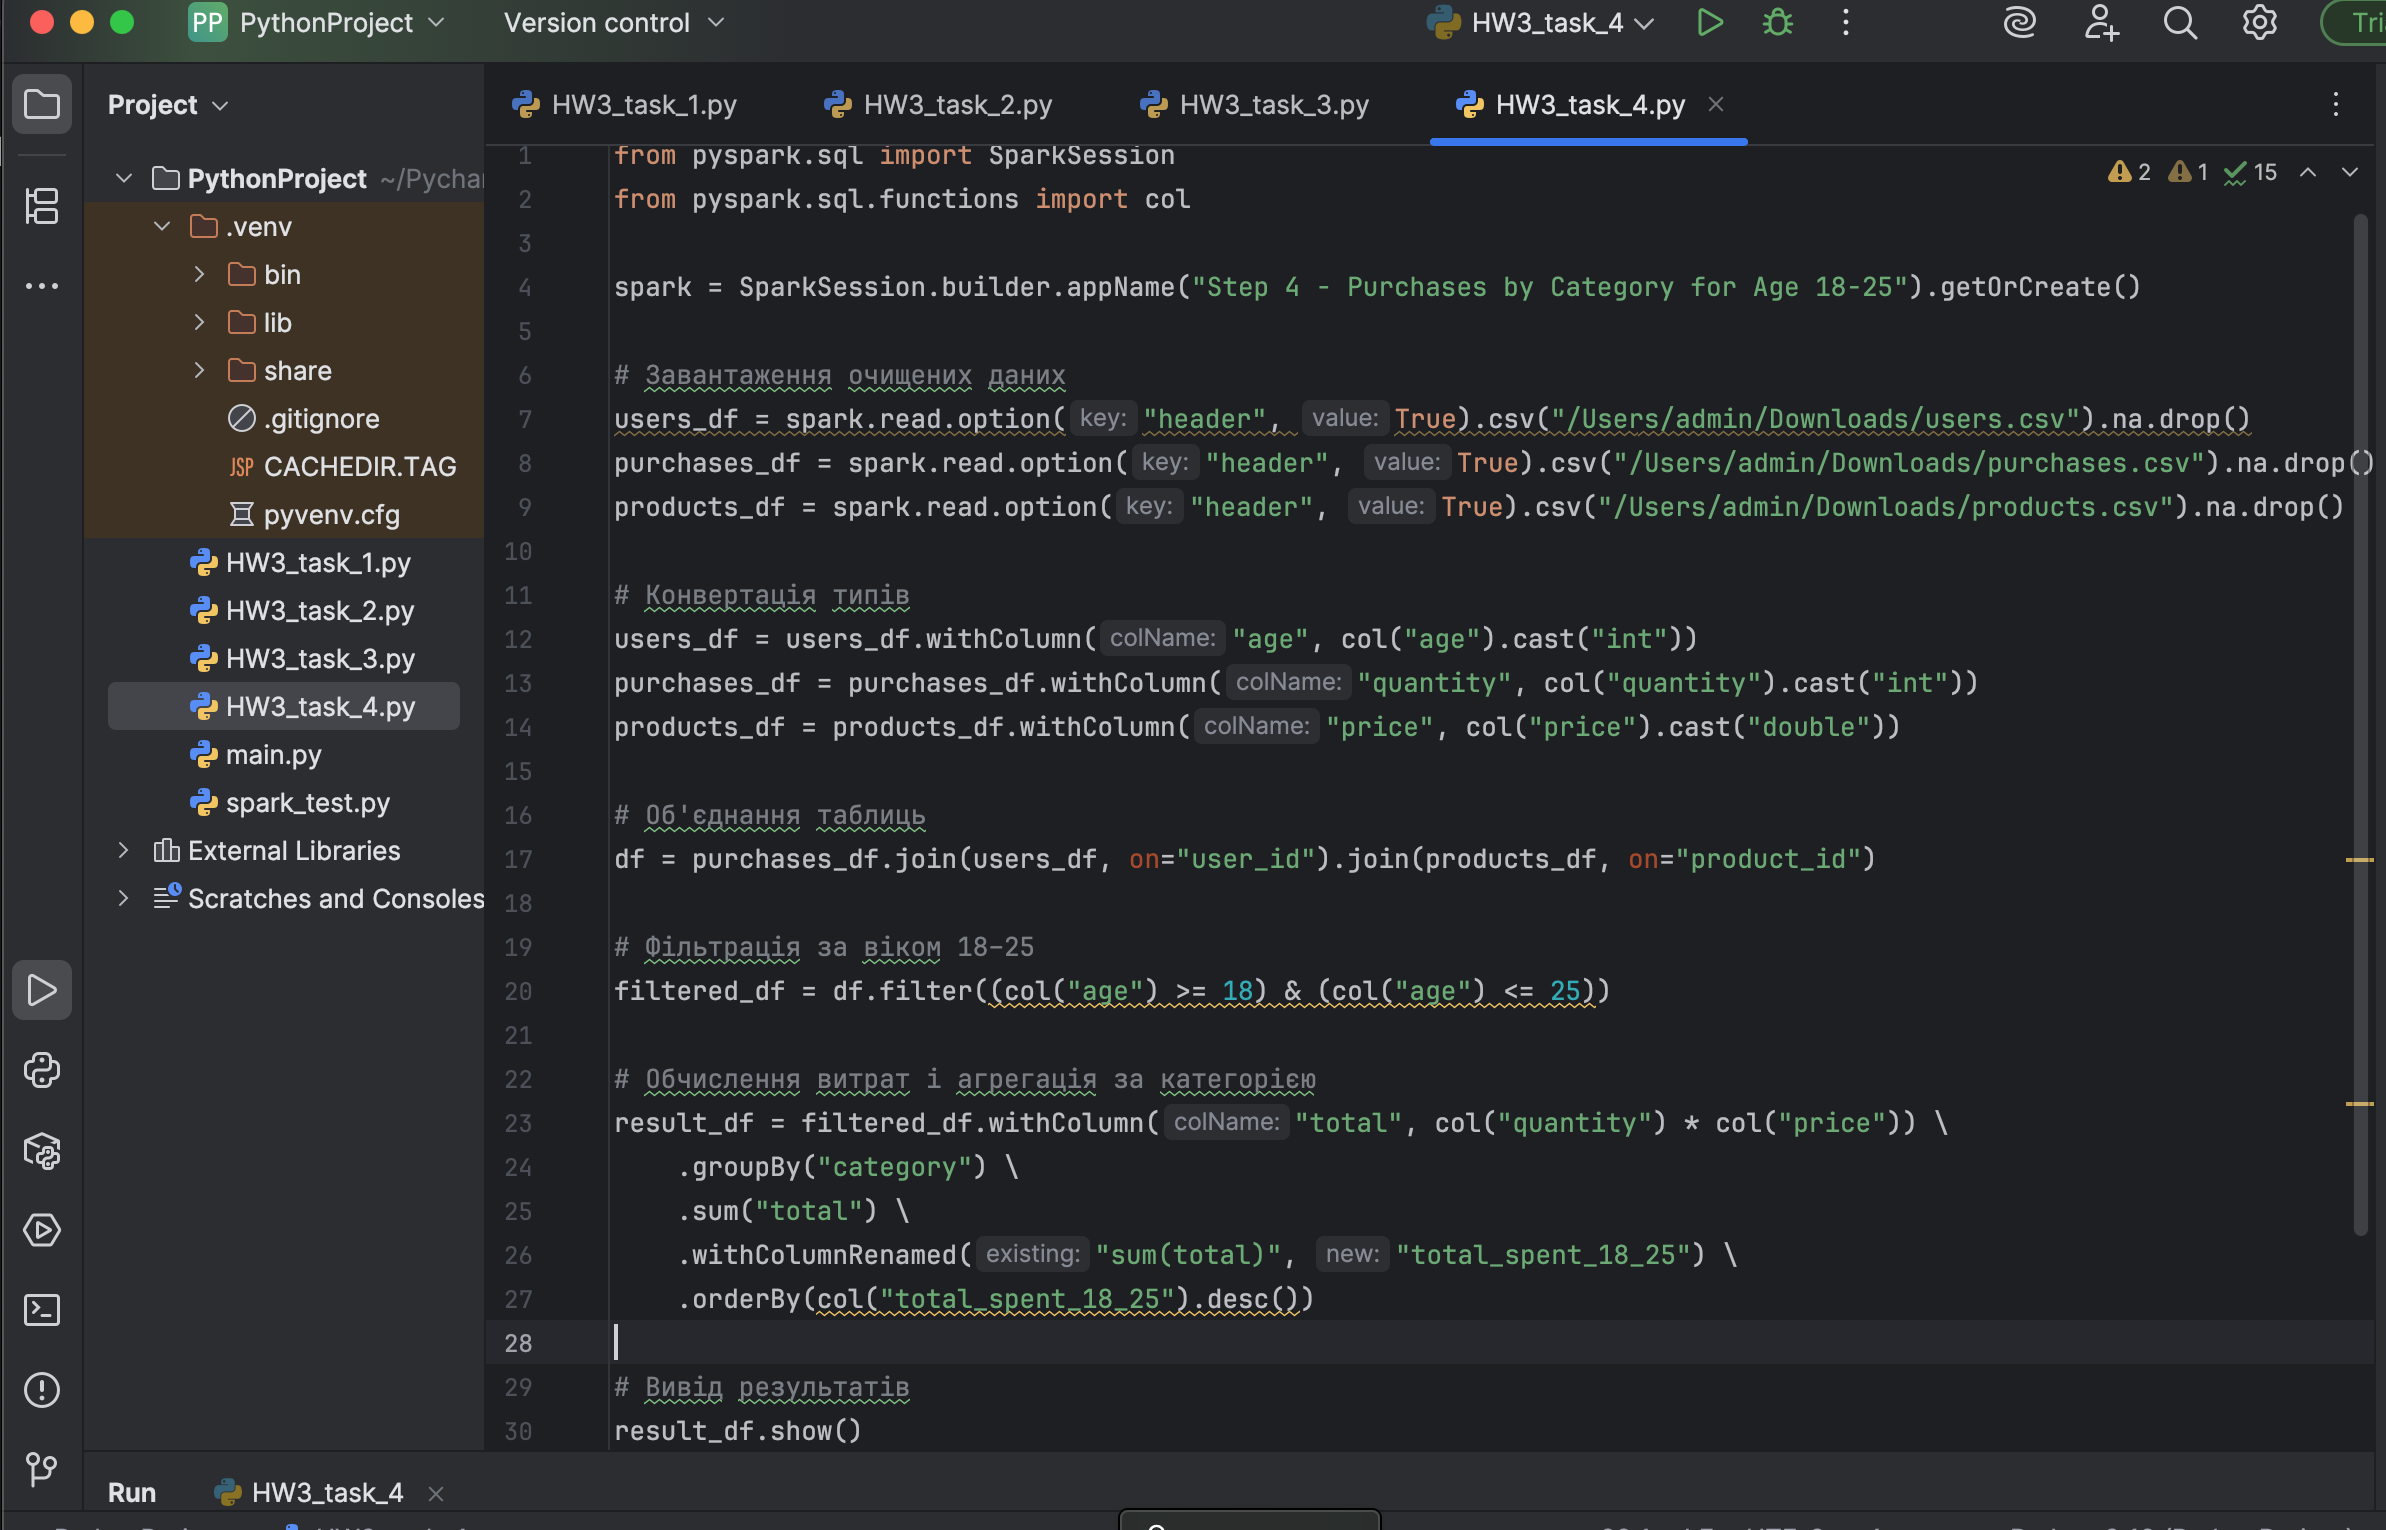 PP PythonProject Version control HW3_task_4
Project
HW3_task_1.py HW3_task_2.py HW3_task_3.py HW3_task_4.py
PythonProject ~/Pychar
.venv
bin
lib
share
.gitignore
JSP CACHEDIR.TAG
pyvenv.cfg
HW3_task_1.py
HW3_task_2.py
HW3_task_3.py
HW3_task_4.py
main.py
spark_test.py
External Libraries
Scratches and Consoles
2 1 15
1 from pyspark.sql import SparkSession
2 from pyspark.sql.functions import col
3
4 spark = SparkSession.builder.appName("Step 4 - Purchases by Category for Age 18-25").getOrCreate()
5
6 # Завантаження очищених даних
7 users_df = spark.read.option( key: "header", value: True).csv("/Users/admin/Downloads/users.csv").na.drop()
8 purchases_df = spark.read.option( key: "header", value: True).csv("/Users/admin/Downloads/purchases.csv").na.drop()
9 products_df = spark.read.option( key: "header", value: True).csv("/Users/admin/Downloads/products.csv").na.drop()
10
11 # Конвертація типів
12 users_df = users_df.withColumn( colName: "age", col("age").cast("int"))
13 purchases_df = purchases_df.withColumn( colName: "quantity", col("quantity").cast("int"))
14 products_df = products_df.withColumn( colName: "price", col("price").cast("double"))
15
16 # Об'єднання таблиць
17 df = purchases_df.join(users_df, on="user_id").join(products_df, on="product_id")
18
19 # Фільтрація за віком 18–25
20 filtered_df = df.filter((col("age") >= 18) & (col("age") <= 25))
21
22 # Обчислення витрат і агрегація за категорією
23 result_df = filtered_df.withColumn( colName: "total", col("quantity") * col("price")) \
24 .groupBy("category") \
25 .sum("total") \
26 .withColumnRenamed( existing: "sum(total)", new: "total_spent_18_25") \
27 .orderBy(col("total_spent_18_25").desc())
28
29 # Вивід результатів
30 result_df.show()
Run HW3_task_4